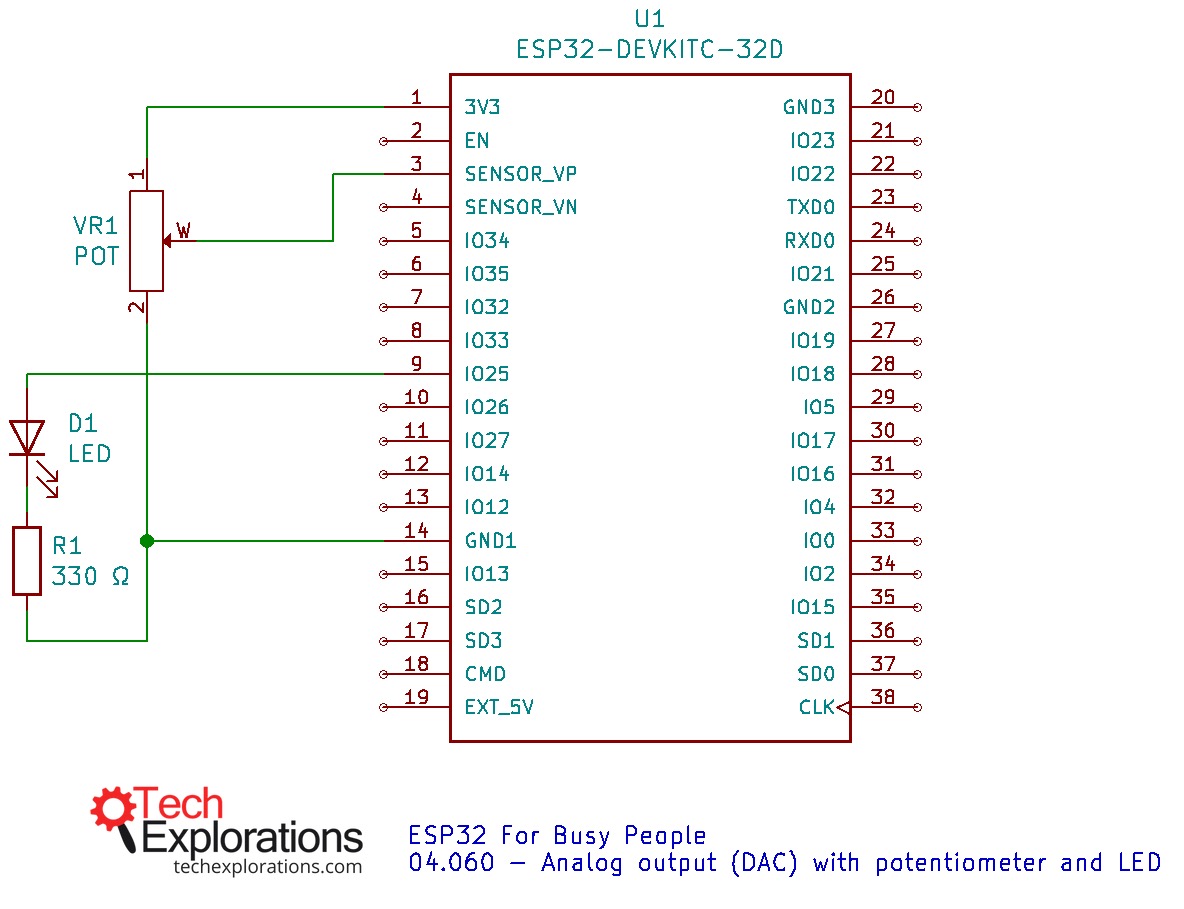 U1
ESP32-DEVKITC-32D
1 3V3
2 EN
3 SENSOR_VP
4 SENSOR_VN
5 IO34
6 IO35
7 IO32
8 IO33
9 IO25
10 IO26
11 IO27
12 IO14
13 IO12
14 GND1
15 IO13
16 SD2
17 SD3
18 CMD
19 EXT_5V
GND3 20
IO23 21
IO22 22
TXD0 23
RXD0 24
IO21 25
GND2 26
IO19 27
IO18 28
IO5 29
IO17 30
IO16 31
IO4 32
IO0 33
IO2 34
IO15 35
SD1 36
SD0 37
CLK 38
1
VR1
POT
W
2
D1
LED
R1
330 Ω
Tech
Explorations
techexplorations.com
ESP32 For Busy People
04.060 – Analog output (DAC) with potentiometer and LED